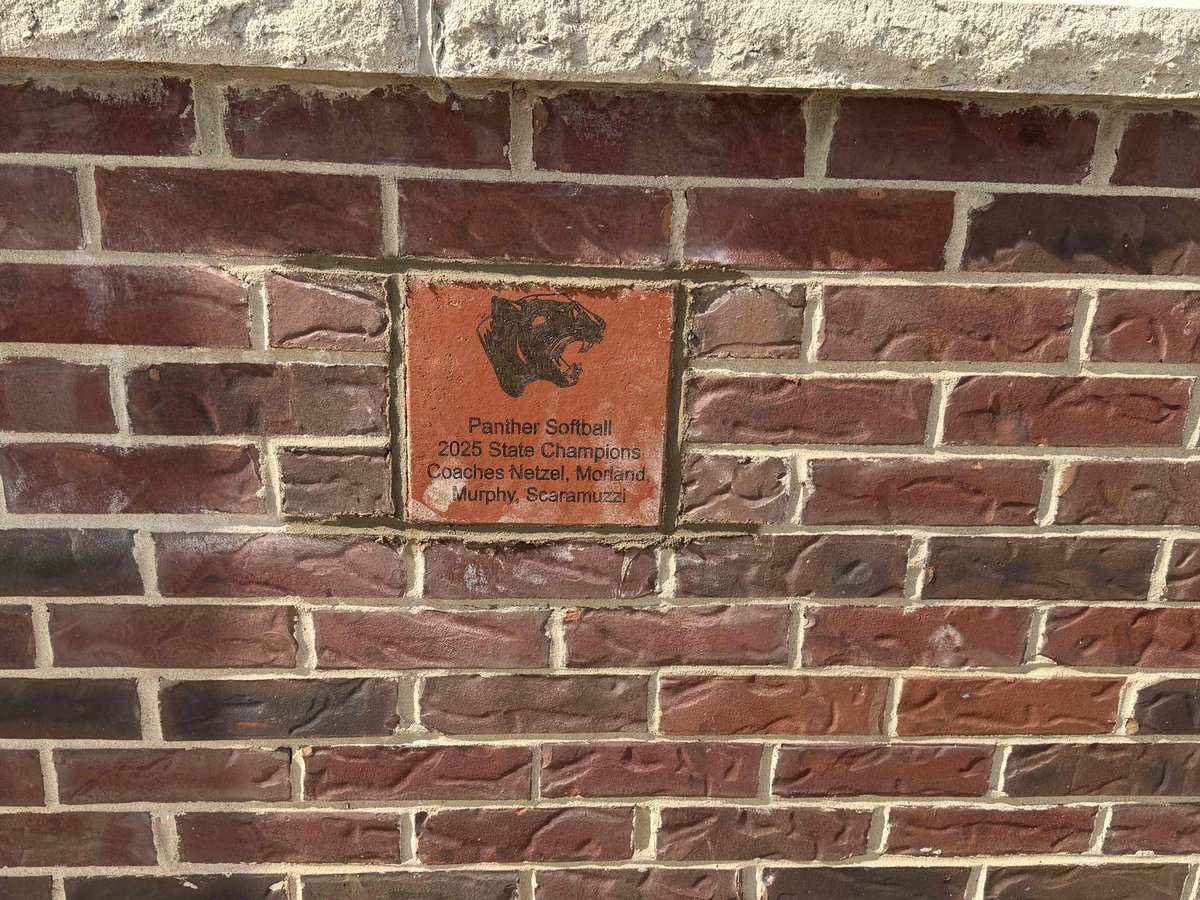 Panther Softball
2025 State Champions
Coaches Netzel, Morland,
Murphy, Scaramuzzi